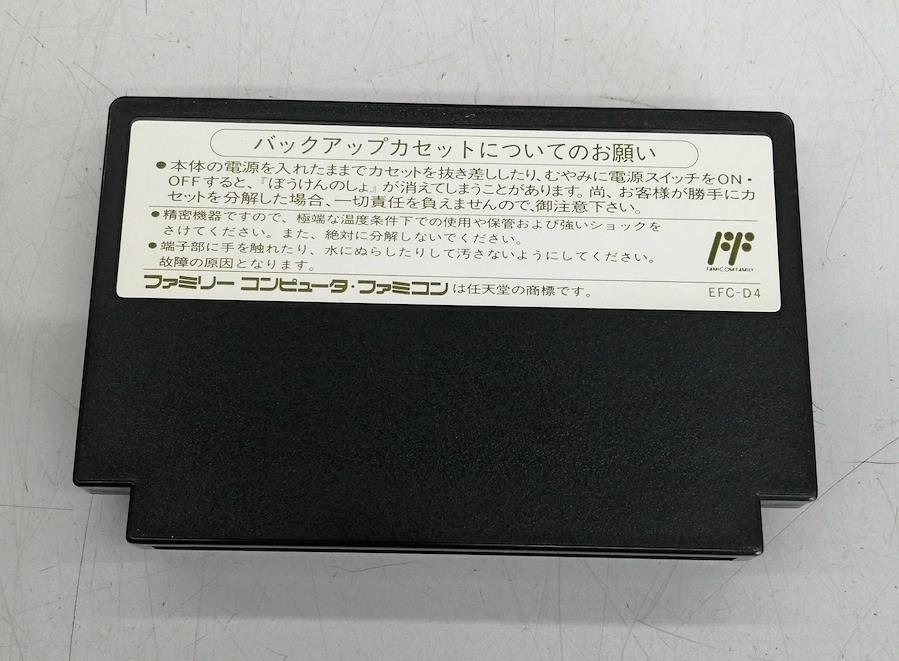 バックアップカセットについてのお願い
●本体の電源を入れたままでカセットを抜き差ししたり、むやみに電源スイッチをON・
OFFすると、『ぼうけんのしょ』が消えてしまうことがあります。尚、お客様が勝手にカ
セットを分解した場合、一切責任を負えませんので、御注意下さい。
●精密機器ですので、極端な温度条件下での使用や保管および強いショックを
さけてください。また、絶対に分解しないでください。
●端子部に手を触れたり、水にぬらしたりして汚さないようにしてください。
故障の原因となります。
FAMICOM FAMILY
ファミリーコンピュータ・ファミコンは任天堂の商標です。
EFC-D4